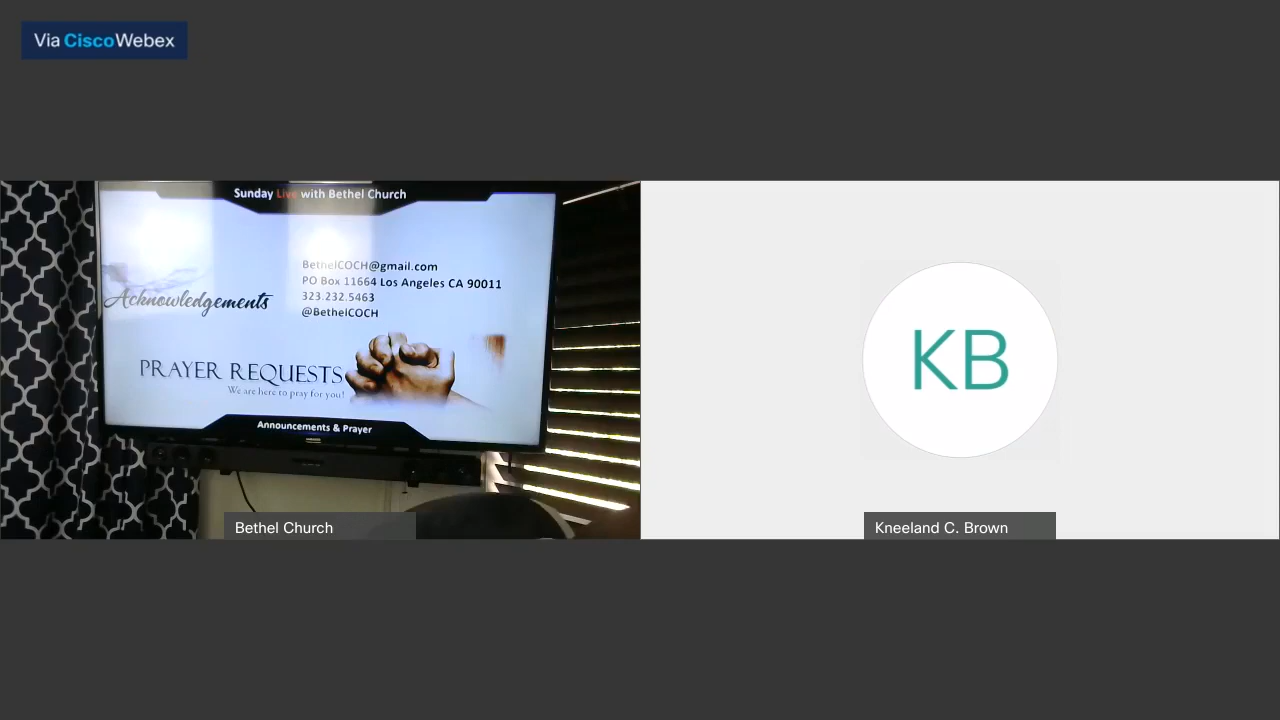 Via CiscoWebex
Sunday Live with Bethel Church
BethelCOCH@gmail.com
PO Box 11664 Los Angeles CA 90011
323.232.5463
@BethelCOCH
Acknowledgements
PRAYER REQUESTS
We are here to pray for you!
Announcements & Prayer
Bethel Church
KB
Kneeland C. Brown